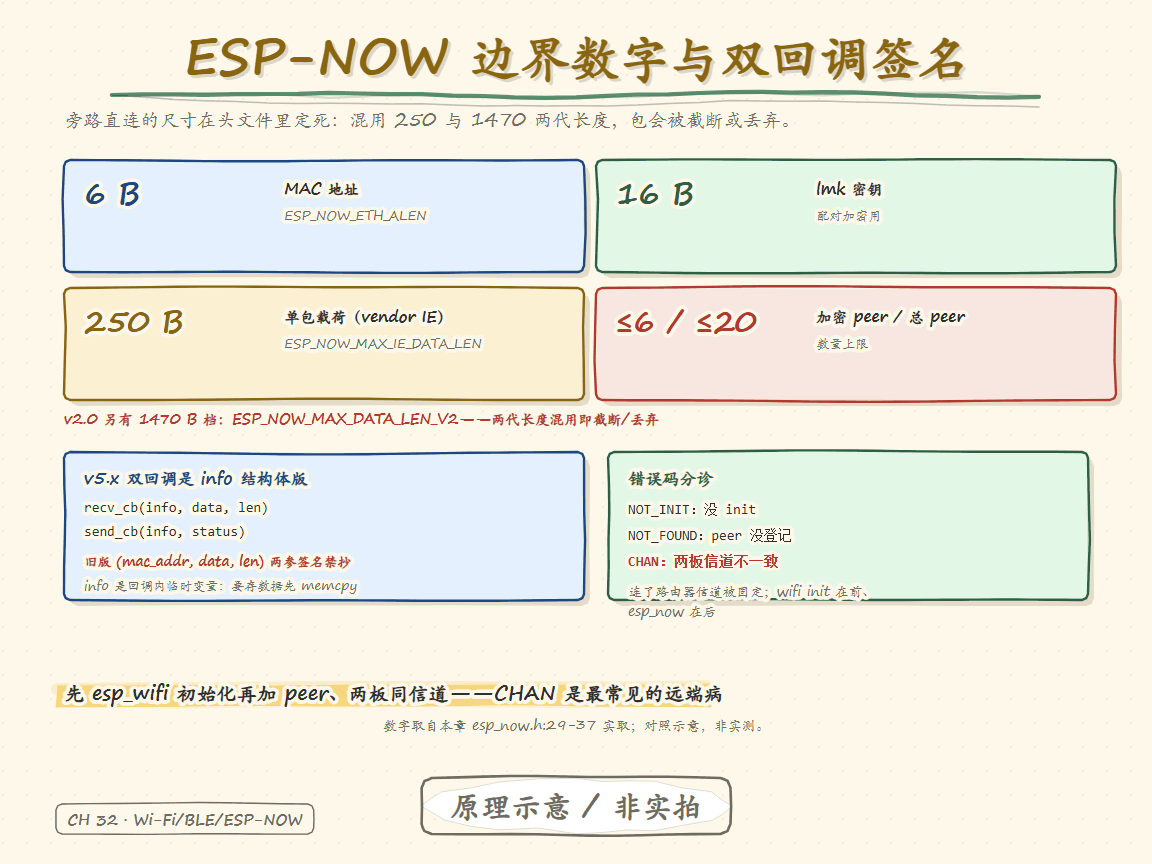 ESP-NOW 边界数字与双回调签名
旁路直连的尺寸在头文件里定死：混用 250 与 1470 两代长度，包会被截断或丢弃。
6 B
MAC 地址
ESP_NOW_ETH_ALEN
16 B
lmk 密钥
配对加密用
250 B
单包载荷（vendor IE）
ESP_NOW_MAX_IE_DATA_LEN
≤6 / ≤20
加密 peer / 总 peer
数量上限
v2.0 另有 1470 B 档：ESP_NOW_MAX_DATA_LEN_V2——两代长度混用即截断/丢弃
v5.x 双回调是 info 结构体版
recv_cb(info, data, len)
send_cb(info, status)
旧版 (mac_addr, data, len) 两参签名禁抄
info 是回调内临时变量：要存数据先 memcpy
错误码分诊
NOT_INIT：没 init
NOT_FOUND：peer 没登记
CHAN：两板信道不一致
连了路由器信道被固定；wifi init 在前、
esp_now 在后
先 esp_wifi 初始化再加 peer、两板同信道——CHAN 是最常见的远端病
数字取自本章 esp_now.h:29-37 实取；对照示意，非实测。
CH 32 · Wi-Fi/BLE/ESP-NOW
原理示意 / 非实拍